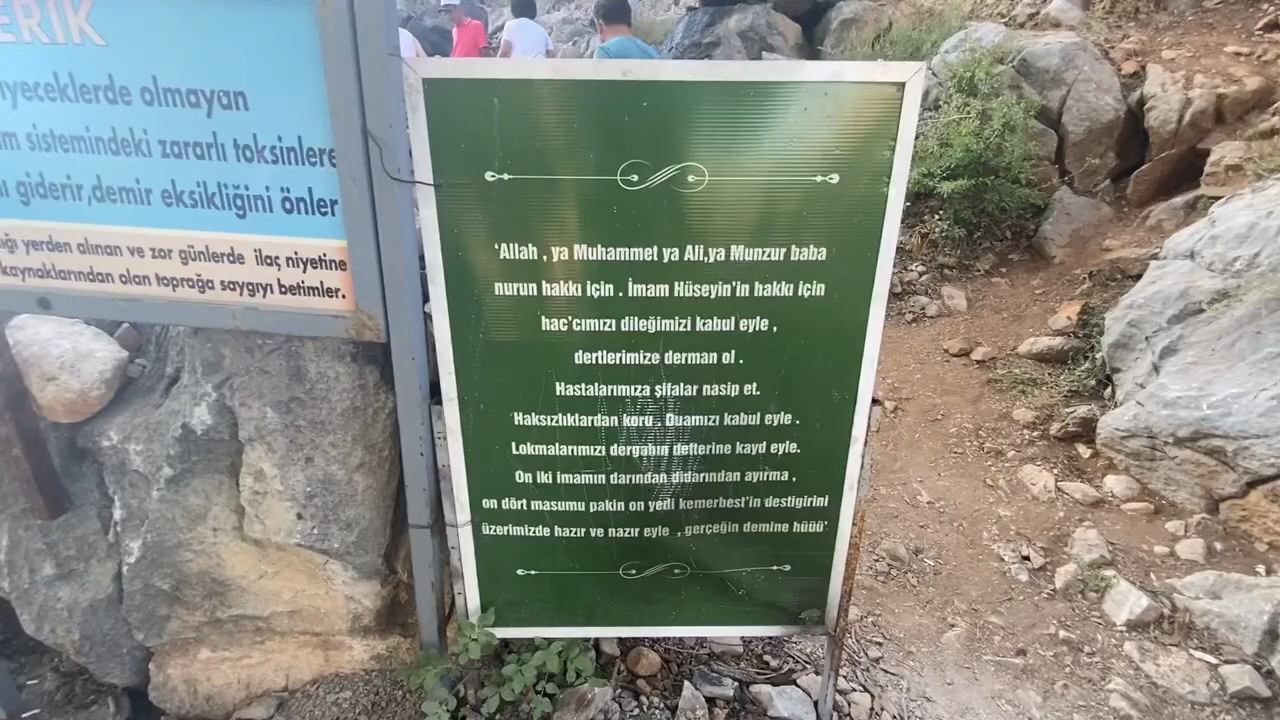 ERİK
iyeceklerde olmayan
m sistemindeki zararlı toksinlere
ı giderir,demir eksikliğini önler
ığı yerden alınan ve zor günlerde ilaç niyetine
kaynaklarından olan toprağa saygıyı betimler.
‘Allah , ya Muhammet ya Ali,ya Munzur baba
nurun hakkı için . İmam Hüseyin'in hakkı için
hac’cımızı dileğimizi kabul eyle ,
dertlerimize derman ol .
Hastalarımıza şifalar nasip et.
Haksızlıklardan koru . Duamızı kabul eyle .
Lokmalarımızı dergahın defterine kayd eyle.
On iki imamın darından didarından ayırma ,
on dört masumu pakin on yedi kemerbest'in destigirini
üzerimizde hazır ve nazır eyle , gerçeğin demine hüüü’